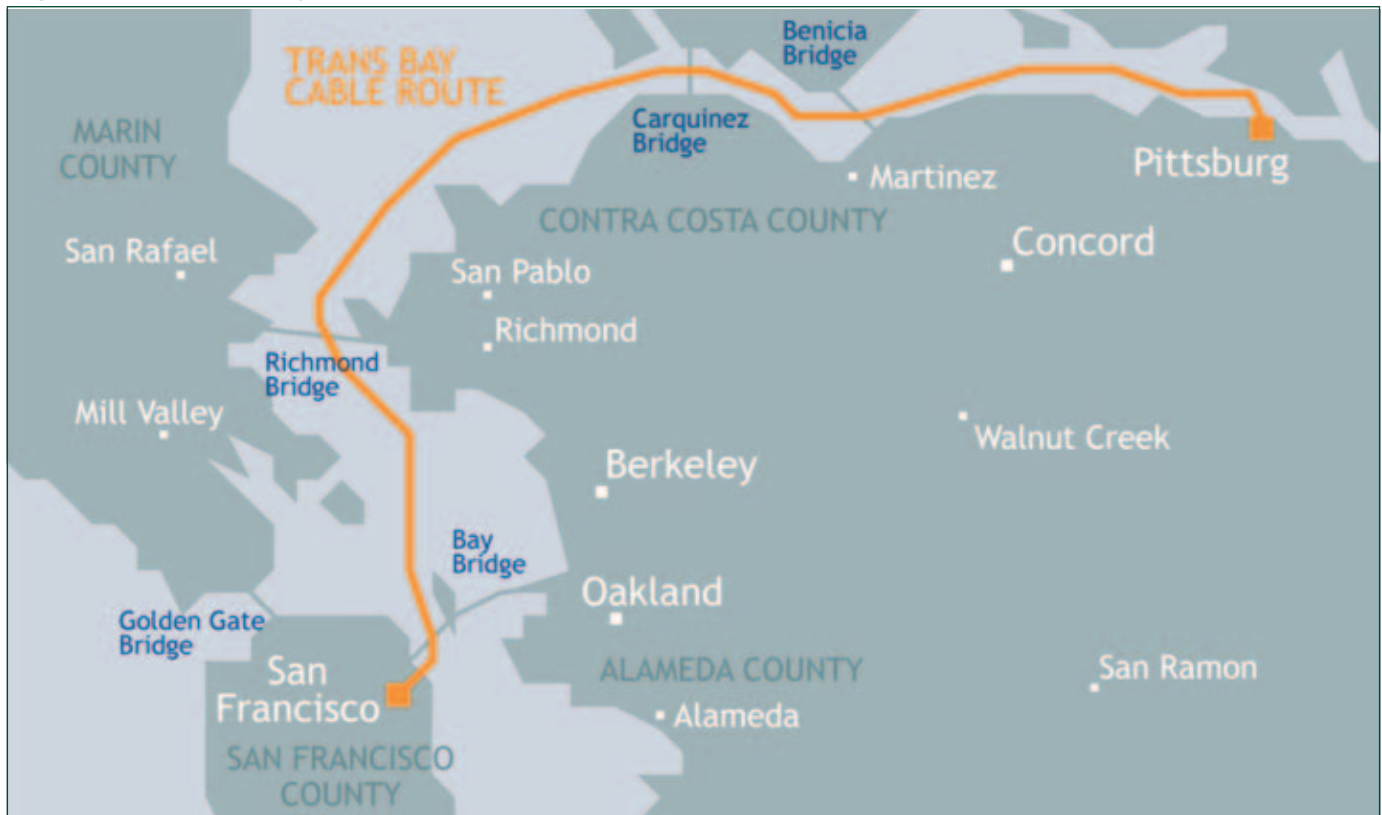 Benicia
Bridge
TRANS BAY
CABLE ROUTE
Carquinez
Bridge
MARIN
COUNTY
Pittsburg
Martinez
CONTRA COSTA COUNTY
Concord
San Rafael
San Pablo
Richmond
Richmond
Bridge
Mill Valley
Walnut Creek
Berkeley
Bay
Bridge
Oakland
Golden Gate
Bridge
San
Francisco
ALAMEDA COUNTY
San Ramon
Alameda
SAN FRANCISCO
COUNTY